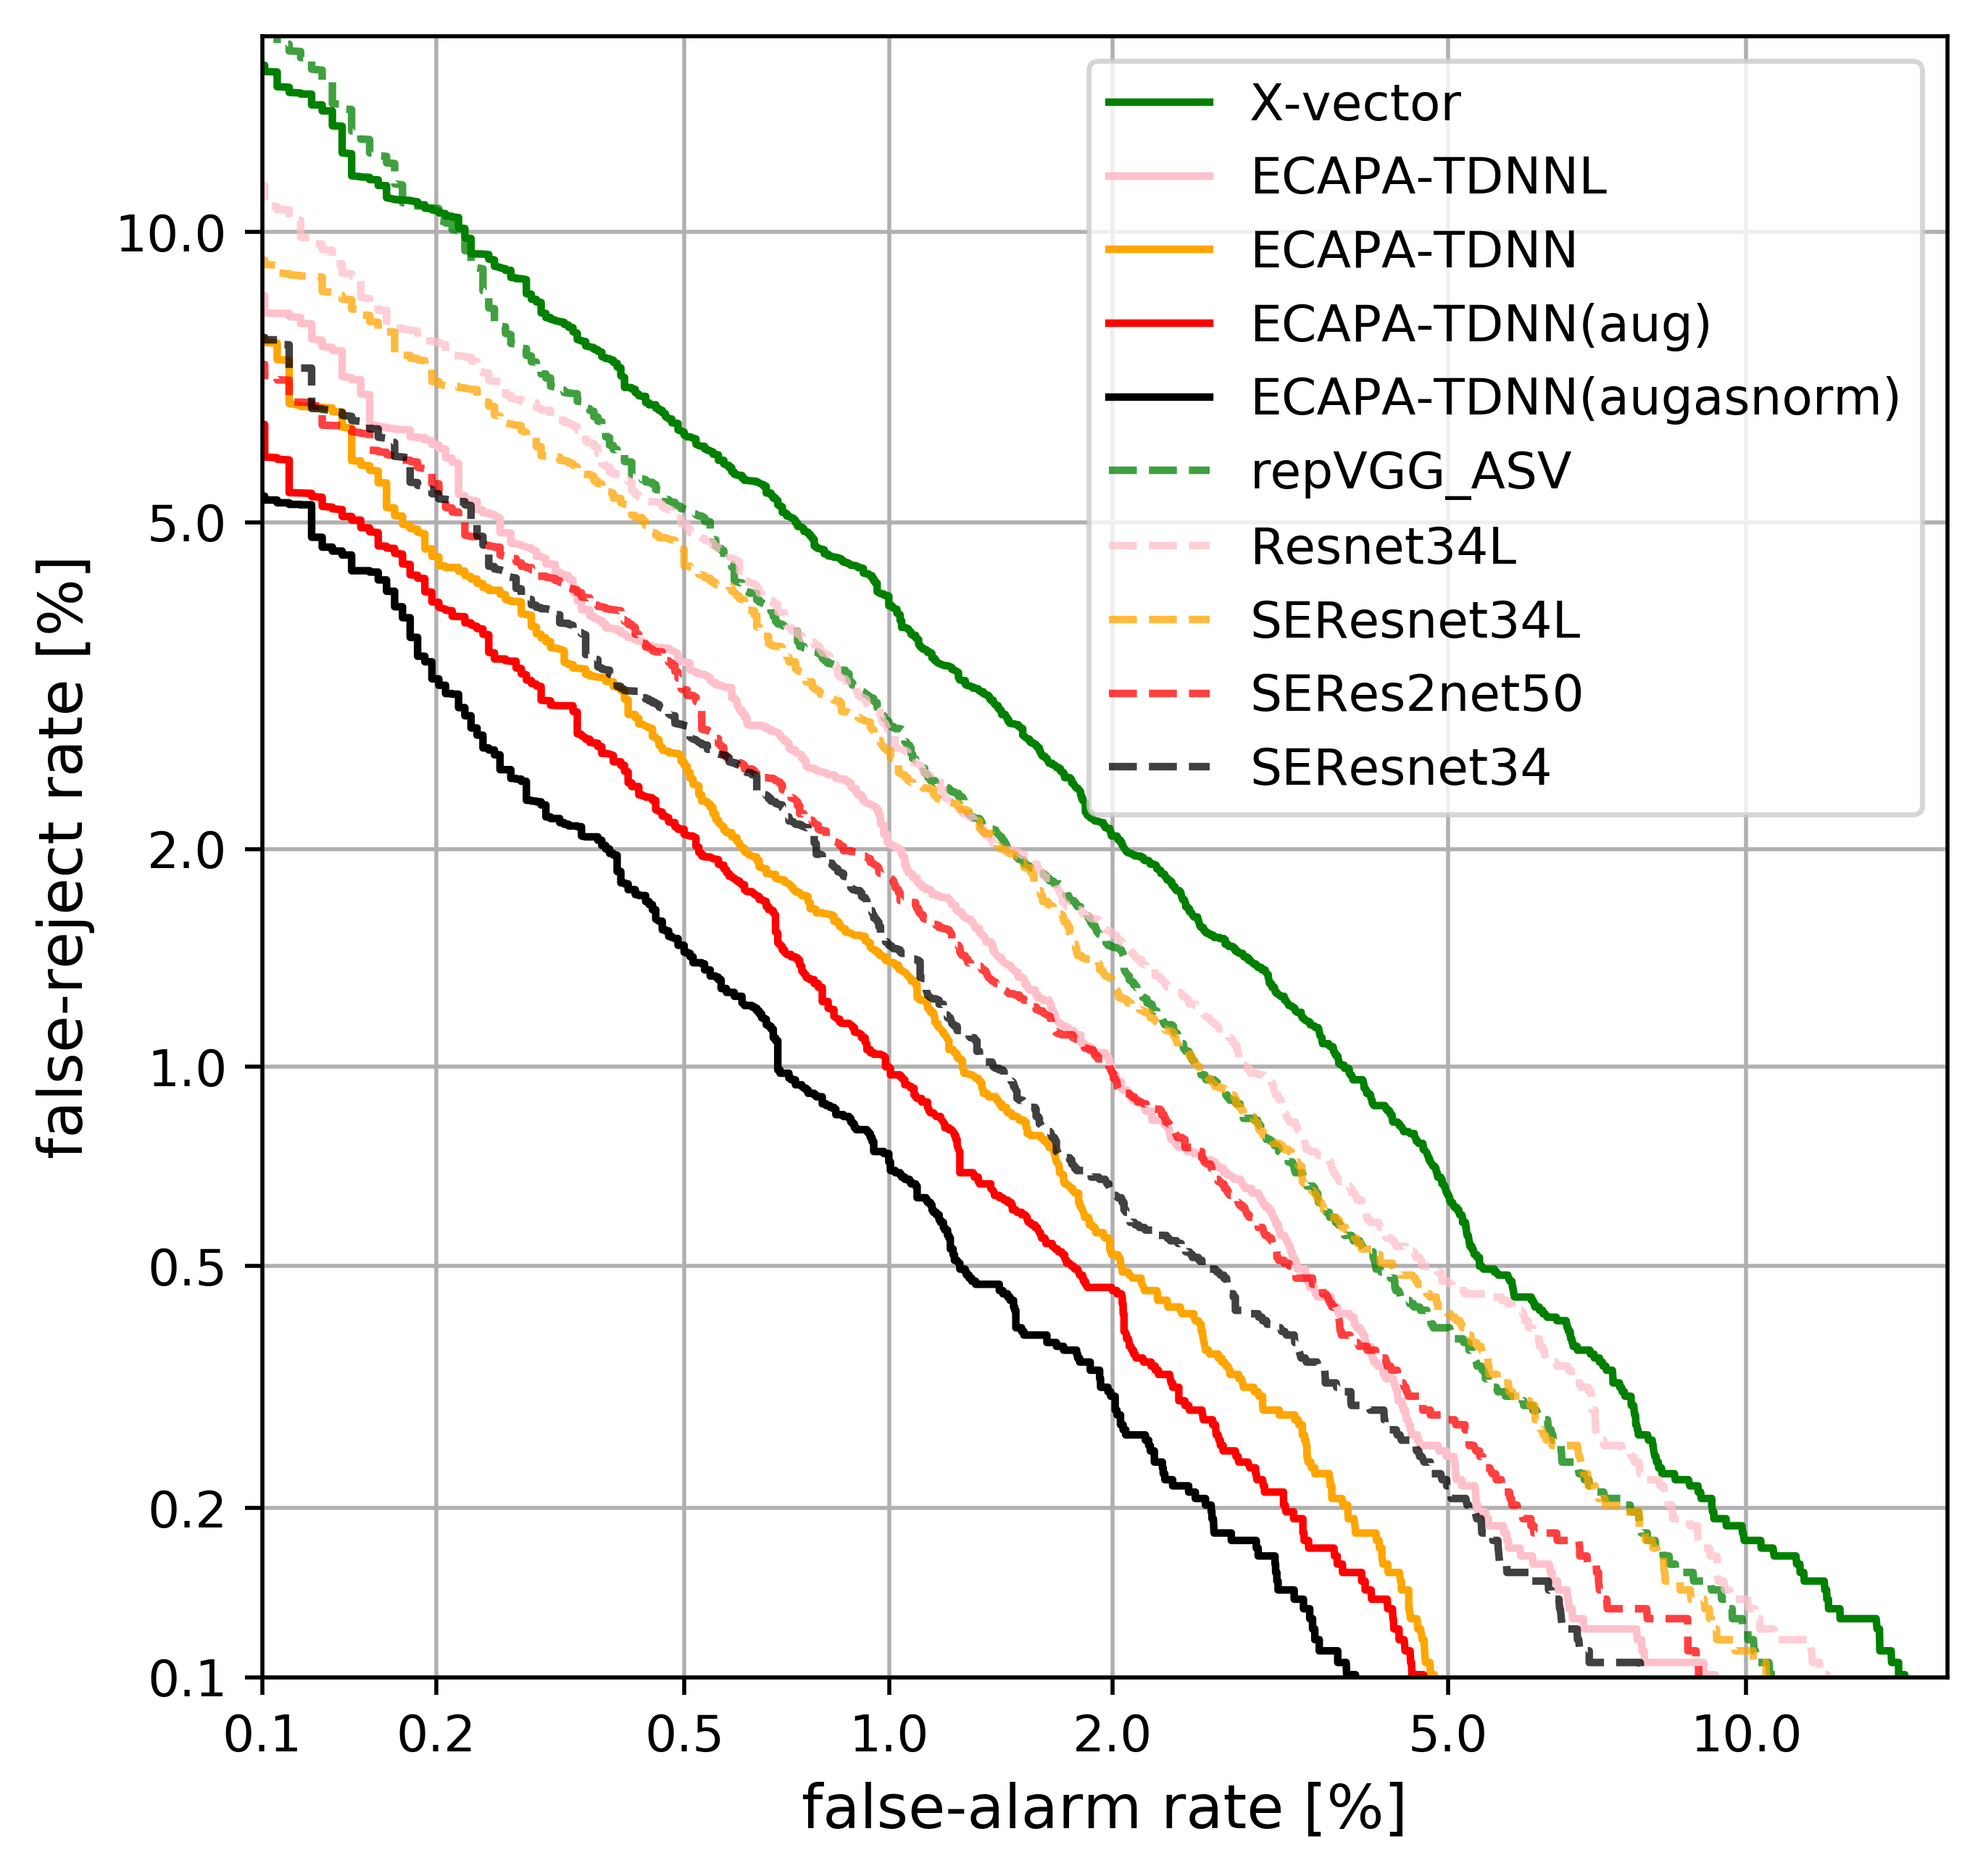 X-vector
ECAPA-TDNNL
ECAPA-TDNN
ECAPA-TDNN(aug)
ECAPA-TDNN(augasnorm)
repVGG_ASV
Resnet34L
SEResnet34L
SERes2net50
SEResnet34
false-reject rate [%]
10.0
5.0
2.0
1.0
0.5
0.2
0.1
0.1 0.2 0.5 1.0 2.0 5.0 10.0
false-alarm rate [%]